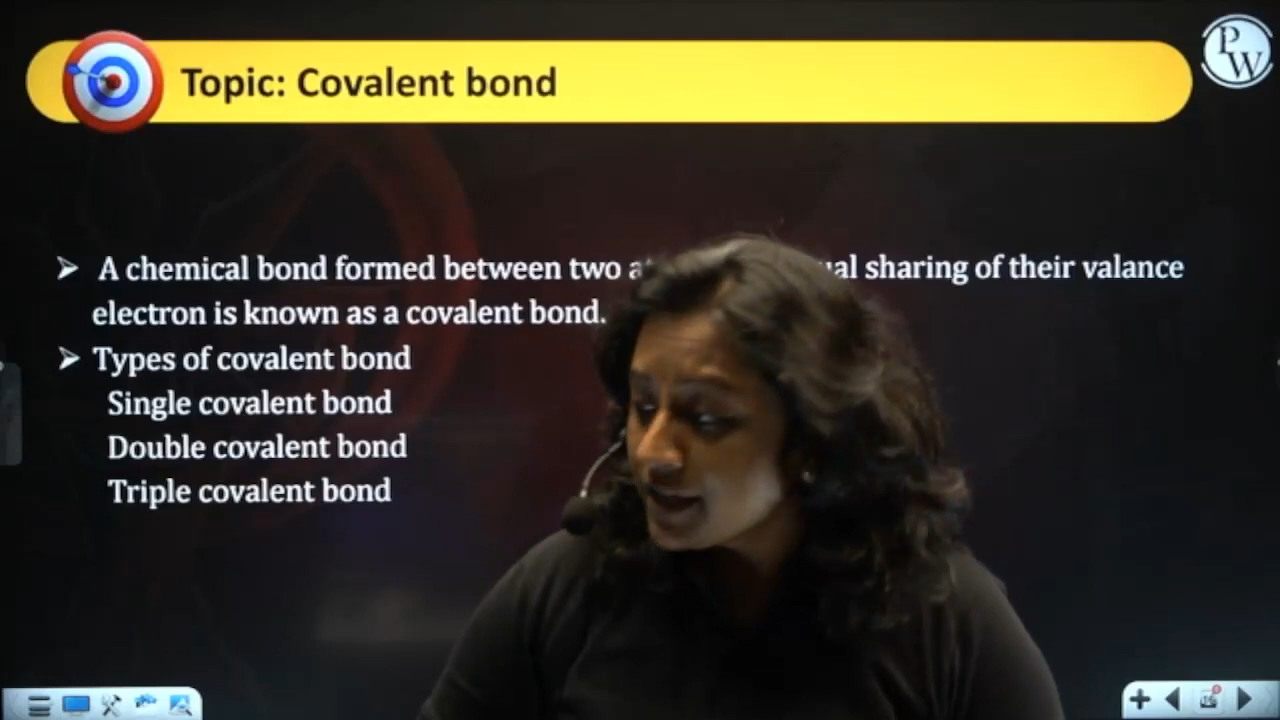 PW
Topic: Covalent bond
➤ A chemical bond formed between two sharing of their valance
electron is known as a covalent bond.
➤ Types of covalent bond
Single covalent bond
Double covalent bond
Triple covalent bond